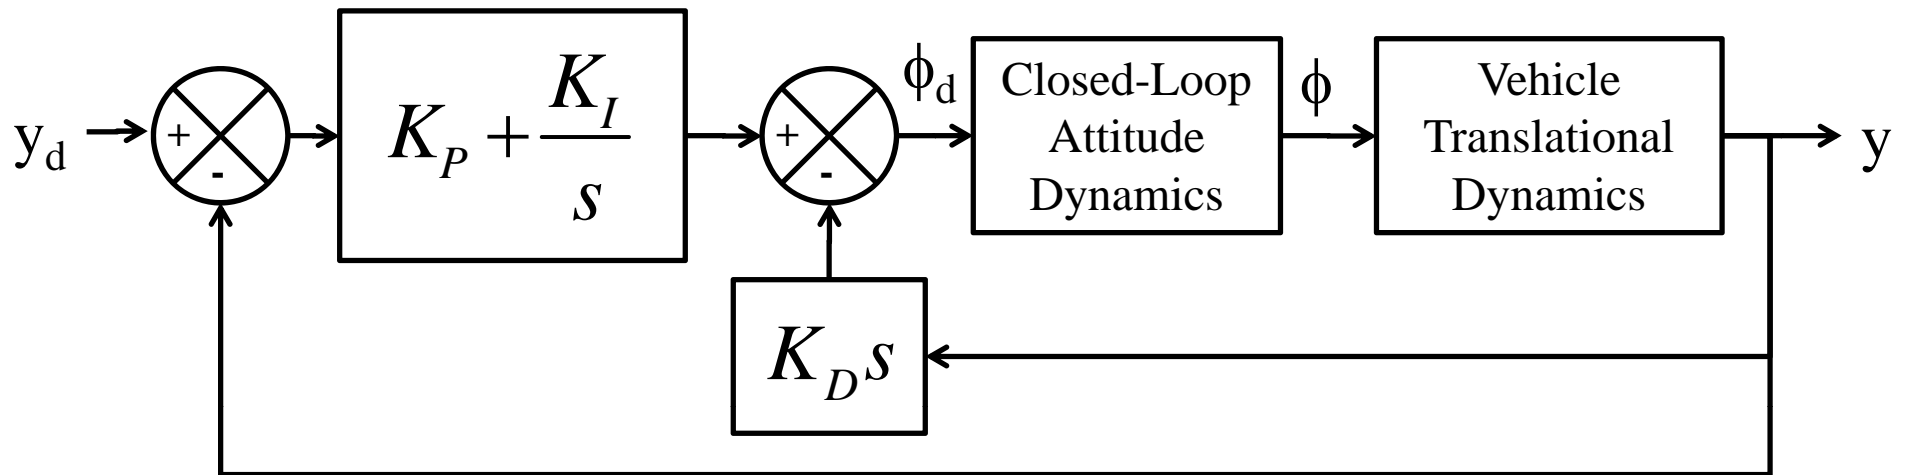 y_d
+
-
K_P + K_I/s
+
-
ϕ_d
Closed-Loop
Attitude
Dynamics
ϕ
Vehicle
Translational
Dynamics
y
K_D s